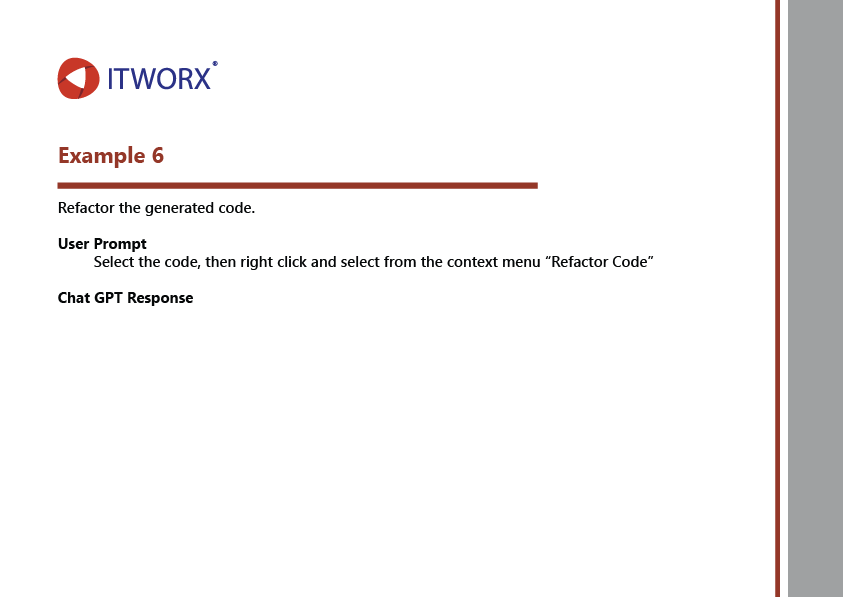 ITWORX®
Example 6
Refactor the generated code.
User Prompt
Select the code, then right click and select from the context menu “Refactor Code”
Chat GPT Response